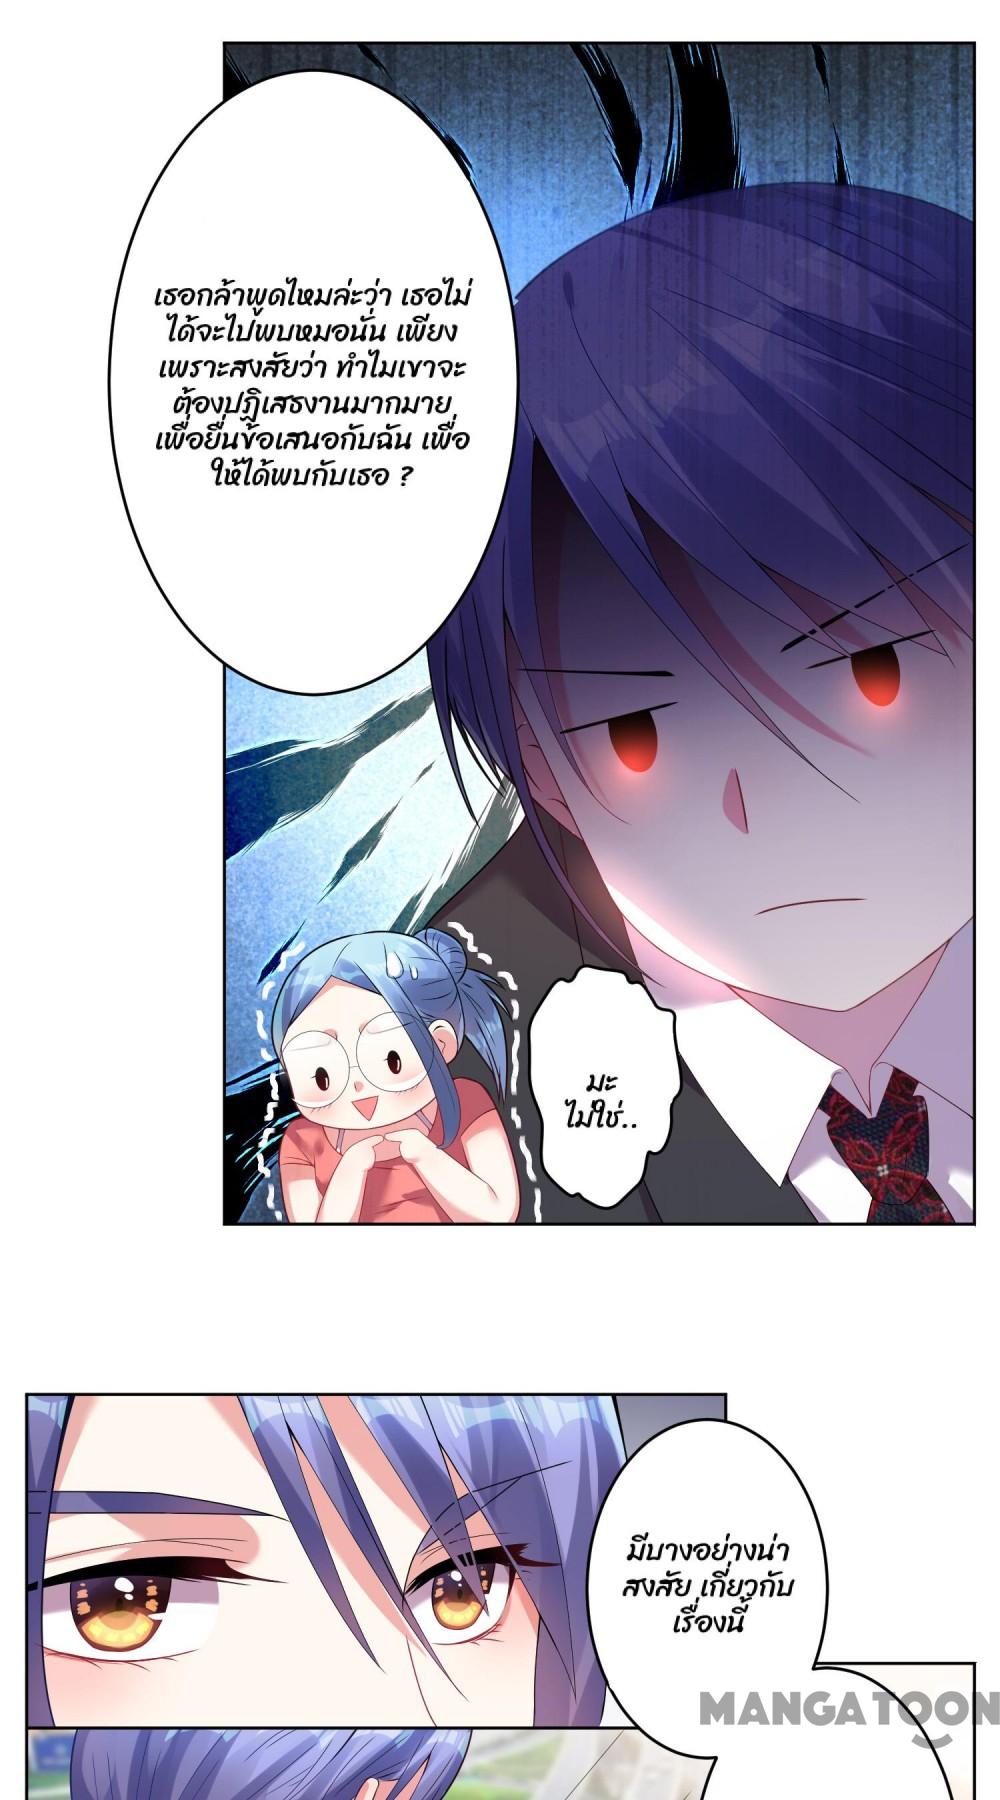 เธอกล้าพูดไหมล่ะว่า เธอไม่
ได้จะไปพบหมอนั่น เพียง
เพราะสงสัยว่า ทำไมเขาจะ
ต้องปฏิเสธงานมากมาย
เพื่อยื่นข้อเสนอกับฉัน เพื่อ
ให้ได้พบกับเธอ ?
มะ
ไม่ใช่..
มีบางอย่างน่า
สงสัย เกี่ยวกับ
เรื่องนี้
MANGATOON